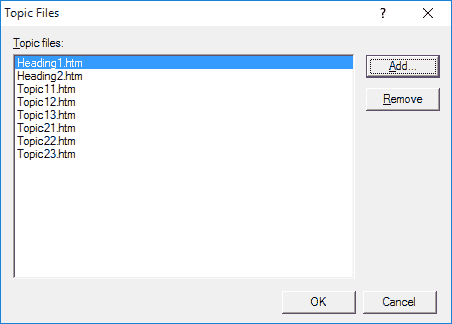 Topic Files
?
Topic files:
Heading1.htm
Heading2.htm
Topic11.htm
Topic12.htm
Topic13.htm
Topic21.htm
Topic22.htm
Topic23.htm
Add...
Remove
OK
Cancel